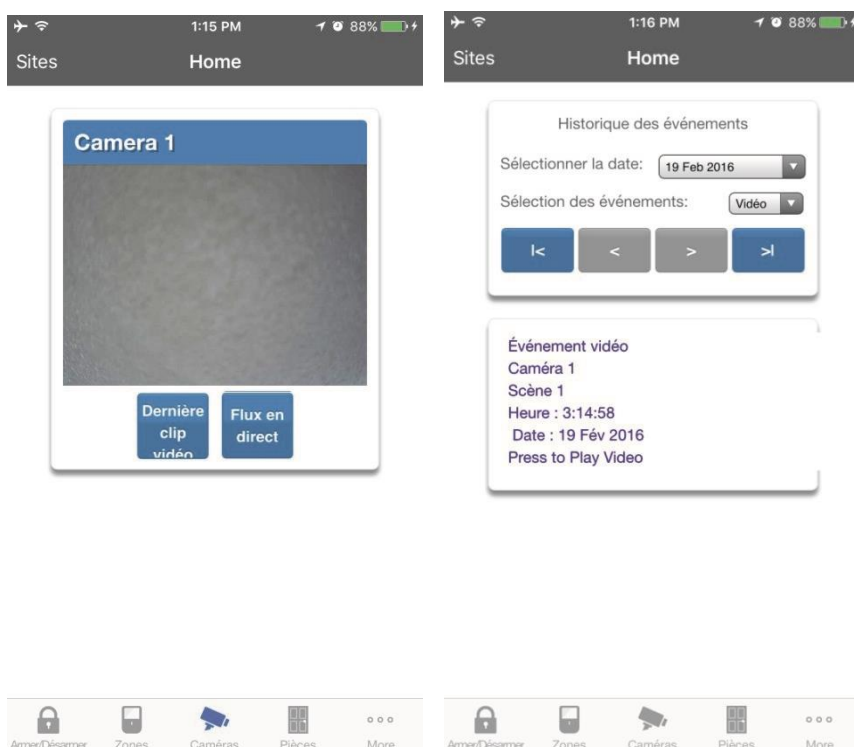 1:15 PM
88%
Sites
Home
Camera 1
Dernière
clip
vidéo
Flux en
direct
Armer/Désarmer
Zones
Caméras
Pièces
More
1:16 PM
88%
Sites
Home
Historique des événements
Sélectionner la date:
19 Feb 2016
Sélection des événements:
Vidéo
I<
<
>
>I
Événement vidéo
Caméra 1
Scène 1
Heure : 3:14:58
Date : 19 Fév 2016
Press to Play Video
Armer/Désarmer
Zones
Caméras
Pièces
More